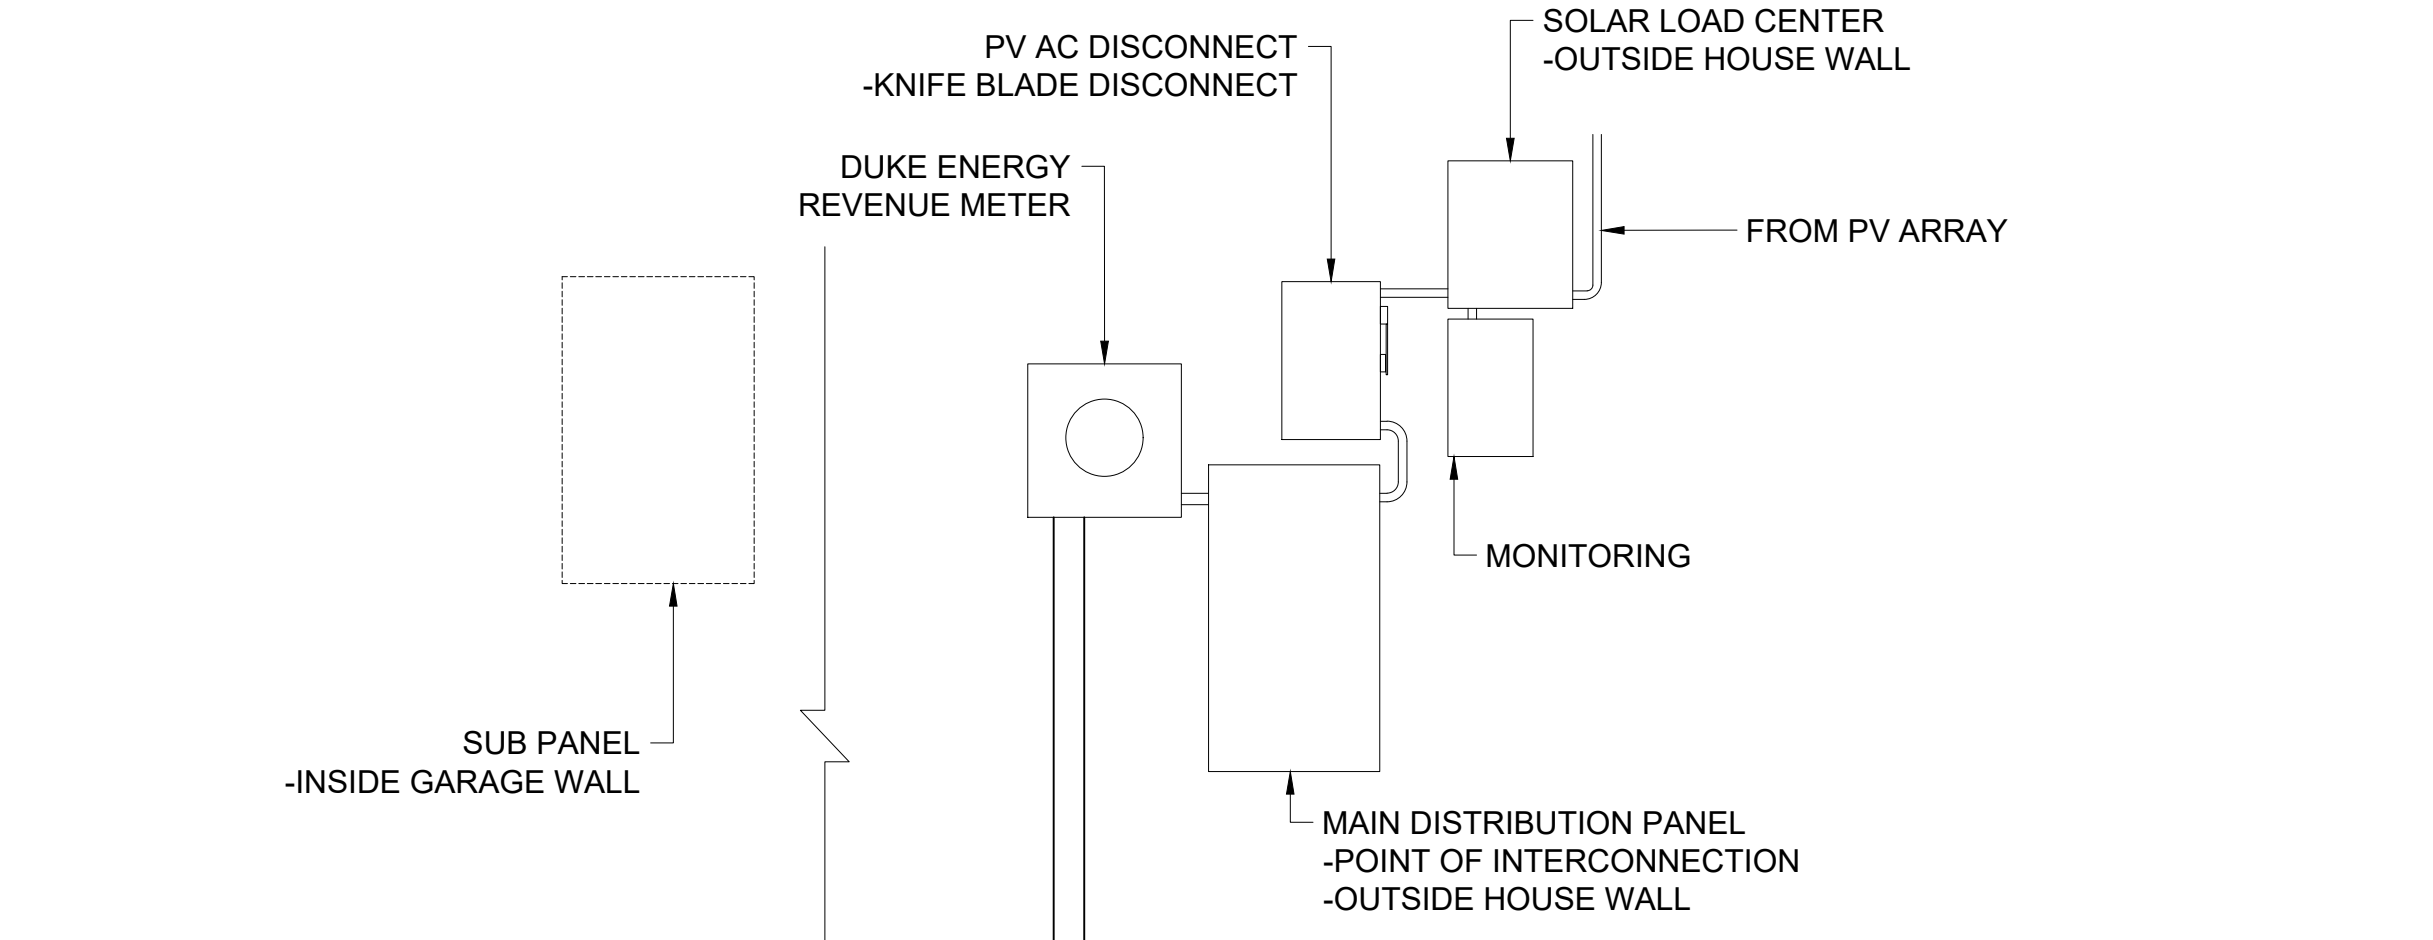 SOLAR LOAD CENTER
-OUTSIDE HOUSE WALL
PV AC DISCONNECT
-KNIFE BLADE DISCONNECT
DUKE ENERGY
REVENUE METER
FROM PV ARRAY
MONITORING
SUB PANEL
-INSIDE GARAGE WALL
MAIN DISTRIBUTION PANEL
-POINT OF INTERCONNECTION
-OUTSIDE HOUSE WALL